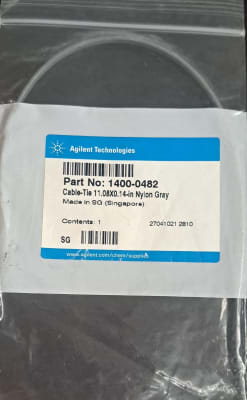 Agilent Technologies
Part No: 1400-0482
Cable-Tie 11.08X0.14-in Nylon Gray
Made in SG (Singapore)
Contents: 1 27041021 2810
SG
www.agilent.com/chem/supplies